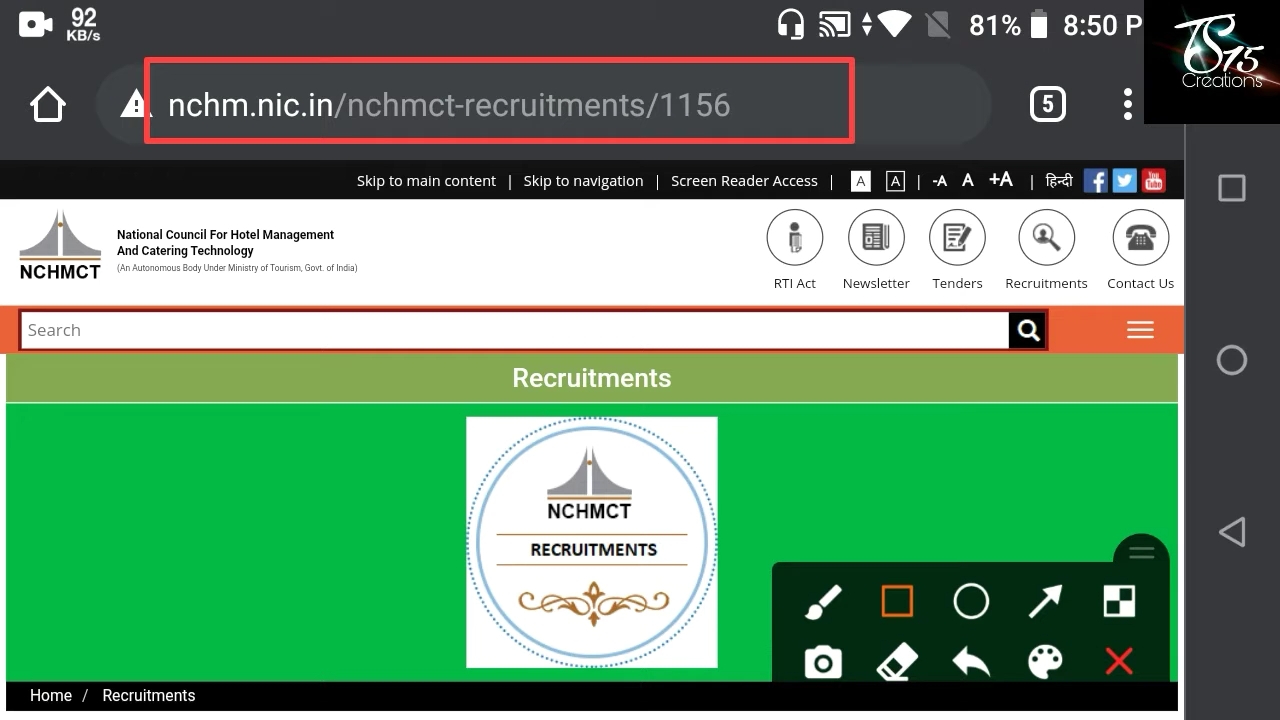 92
KB/s
81%
8:50 P
TS15
Creations
nchm.nic.in/nchmct-recruitments/1156
5
Skip to main content | Skip to navigation | Screen Reader Access | A A | -A A +A | हिन्दी
You
Tube
National Council For Hotel Management
And Catering Technology
(An Autonomous Body Under Ministry of Tourism, Govt. of India)
NCHMCT
RTI Act
Newsletter
Tenders
Recruitments
Contact Us
Search
Recruitments
NCHMCT
RECRUITMENTS
Home / Recruitments